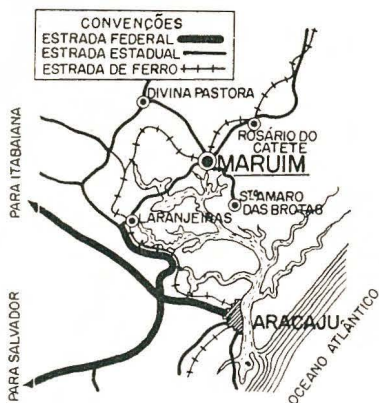 CONVENÇÕES
ESTRADA FEDERAL
ESTRADA ESTADUAL
ESTRADA DE FERRO
DIVINA PASTORA
ROSÁRIO DO
CATETE
MARUIM
STº AMARO
DAS BROTAS
LARANJEIRAS
PARA ITABAIANA
ARACAJU
PARA SALVADOR
OCEANO ATLÂNTICO